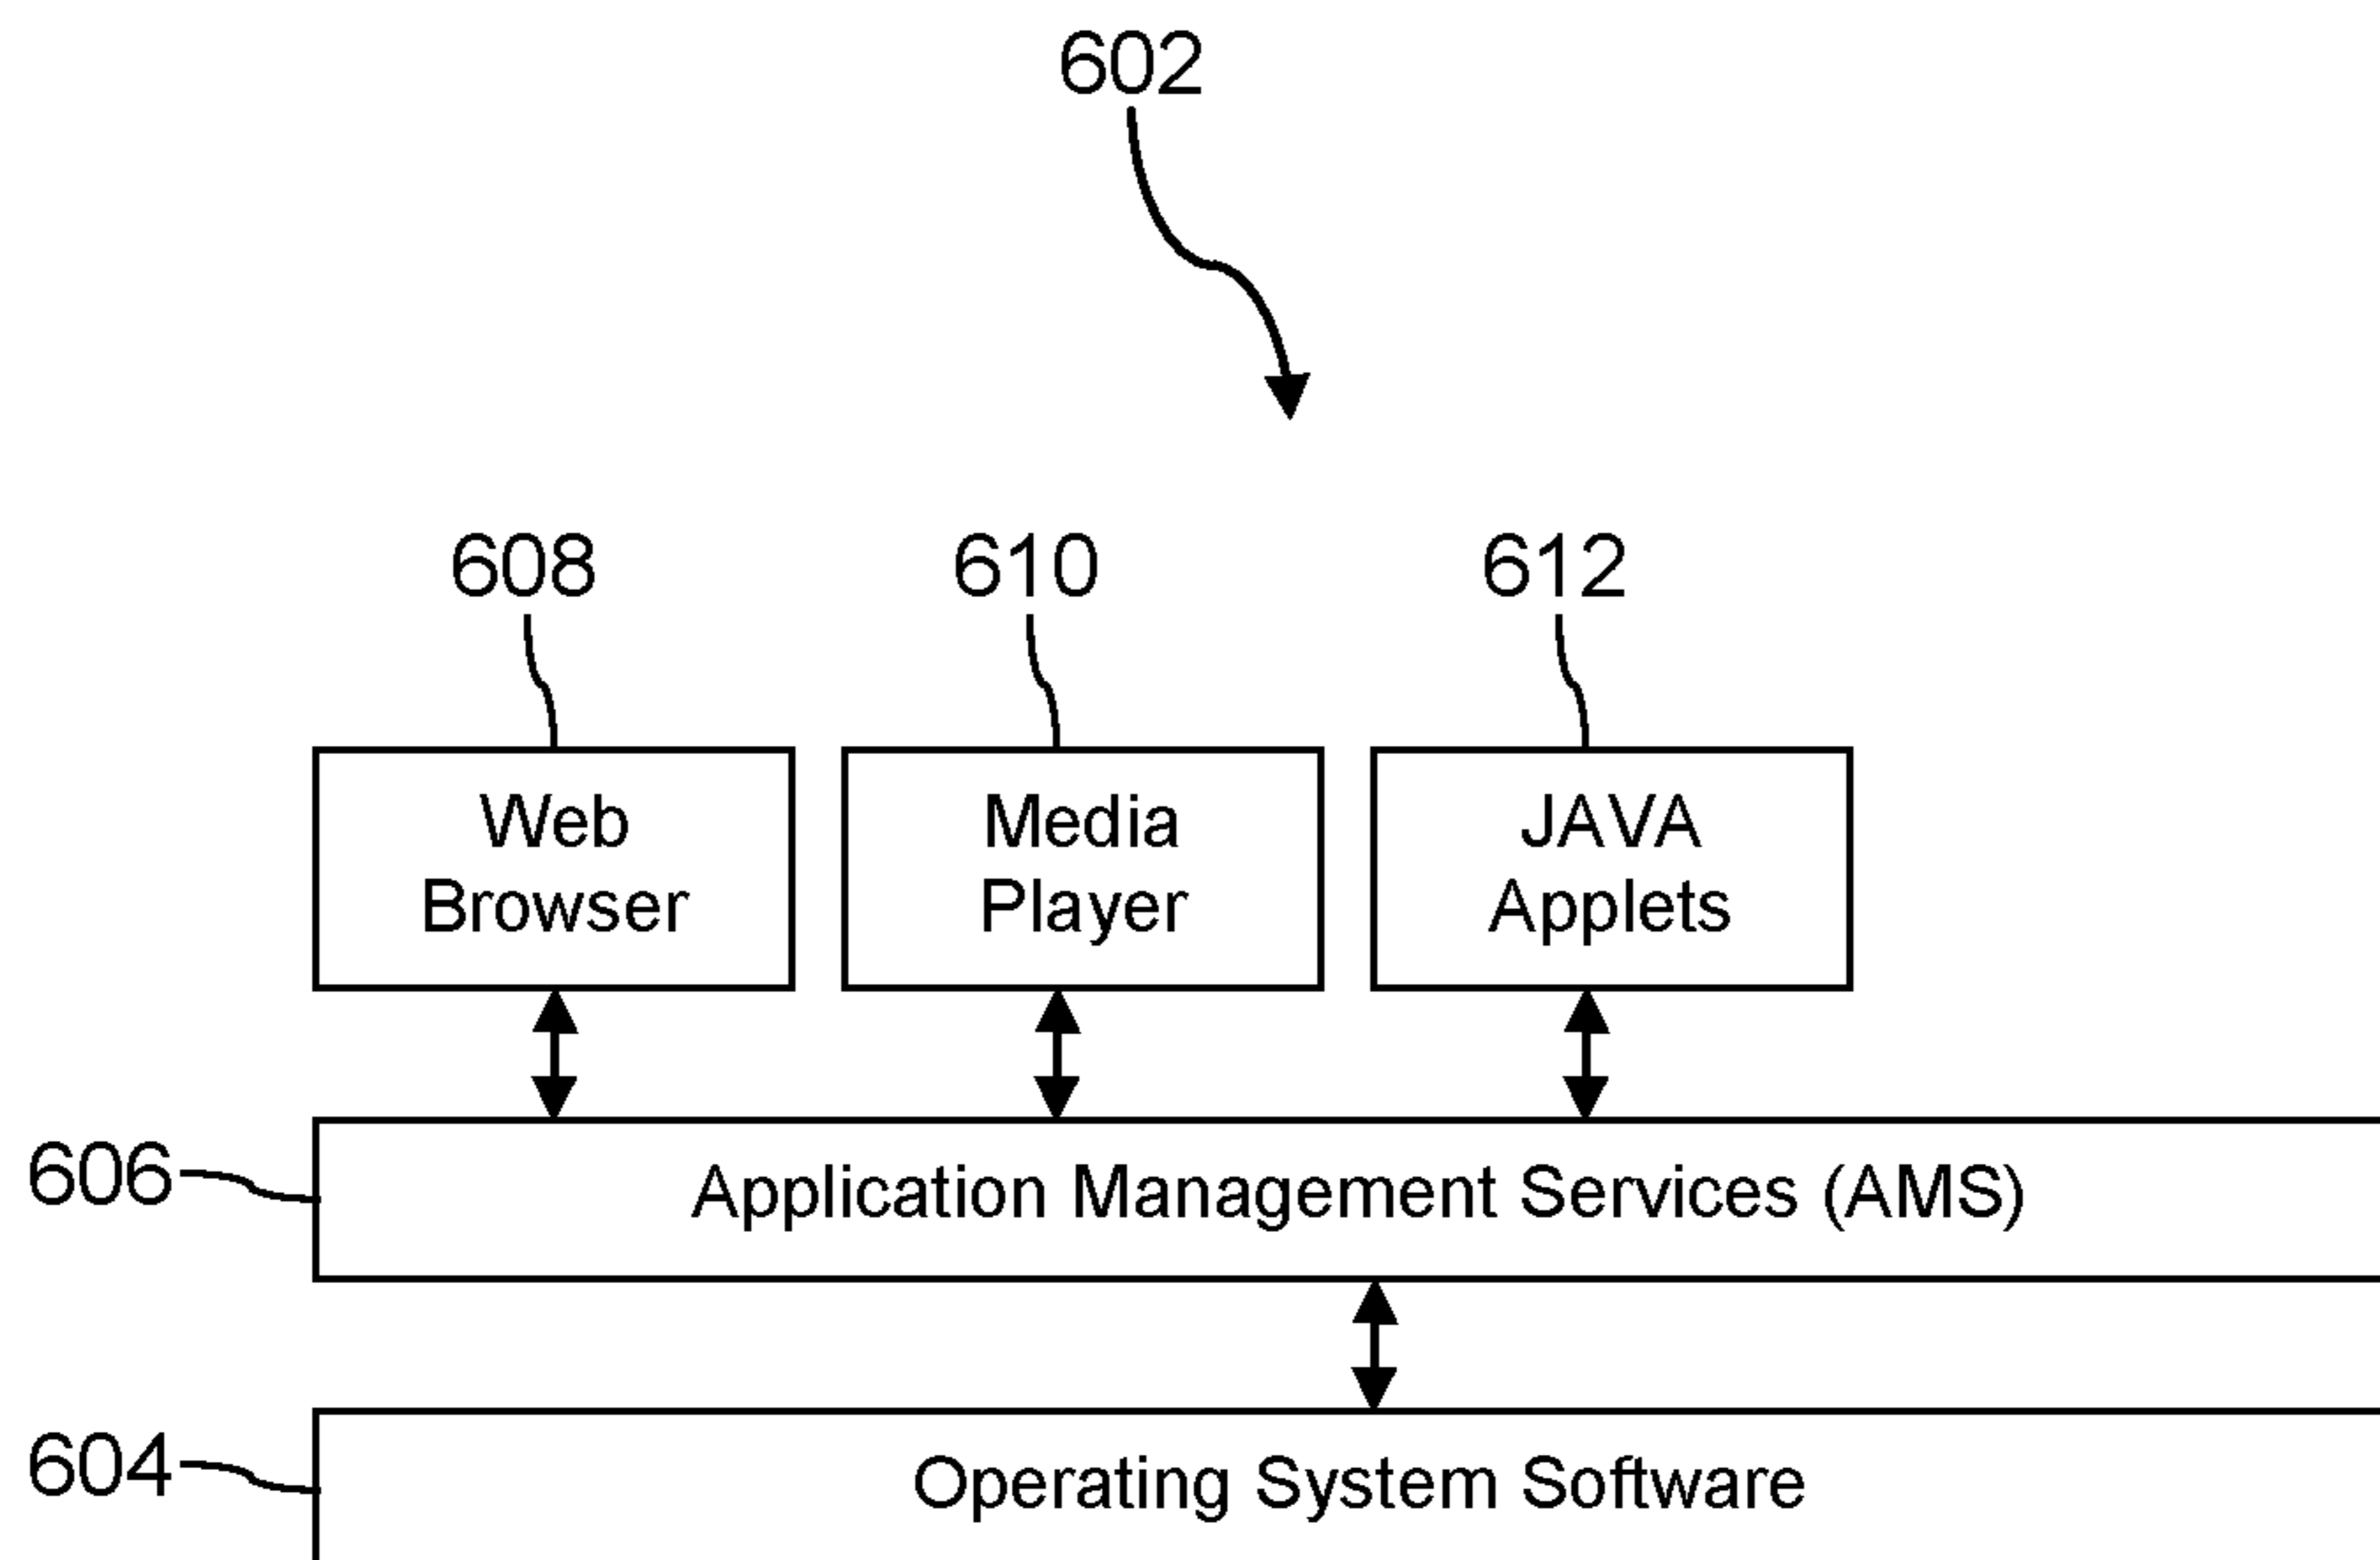 602
608
610
612
Web
Browser
Media
Player
JAVA
Applets
606
Application Management Services (AMS)
604
Operating System Software